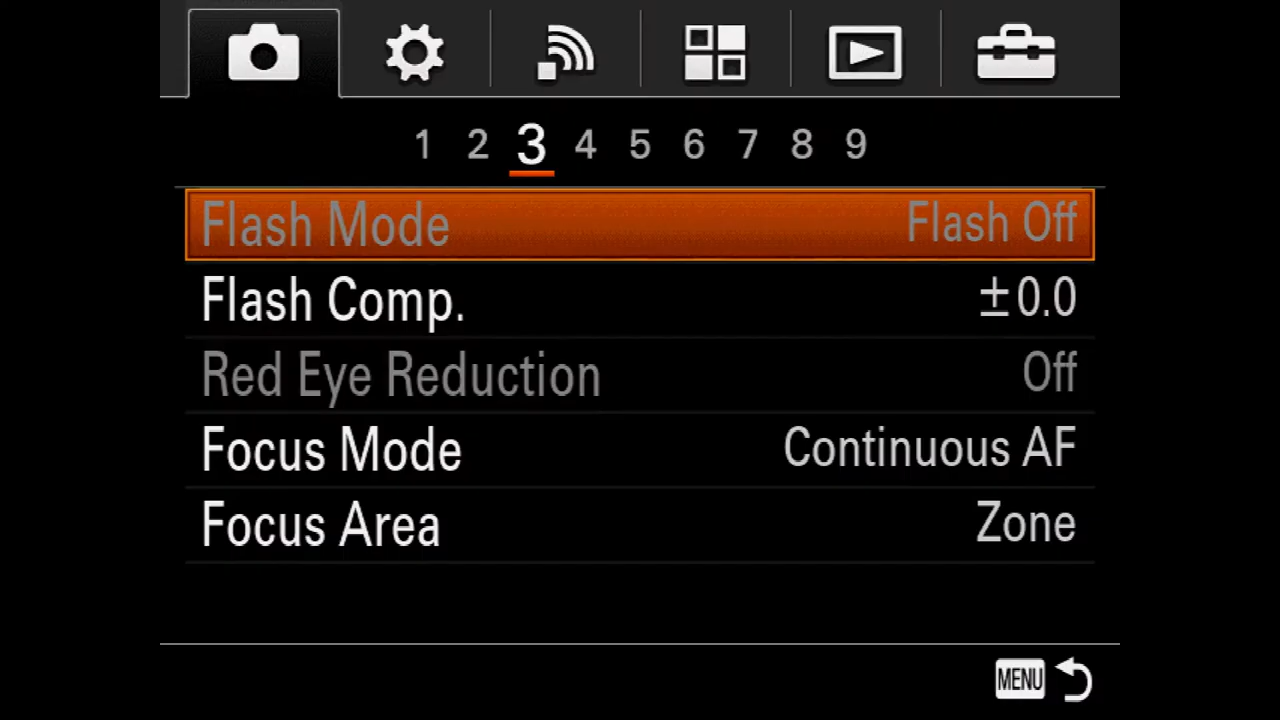 1 2 3 4 5 6 7 8 9
Flash Mode Flash Off
Flash Comp. ±0.0
Red Eye Reduction Off
Focus Mode Continuous AF
Focus Area Zone
MENU